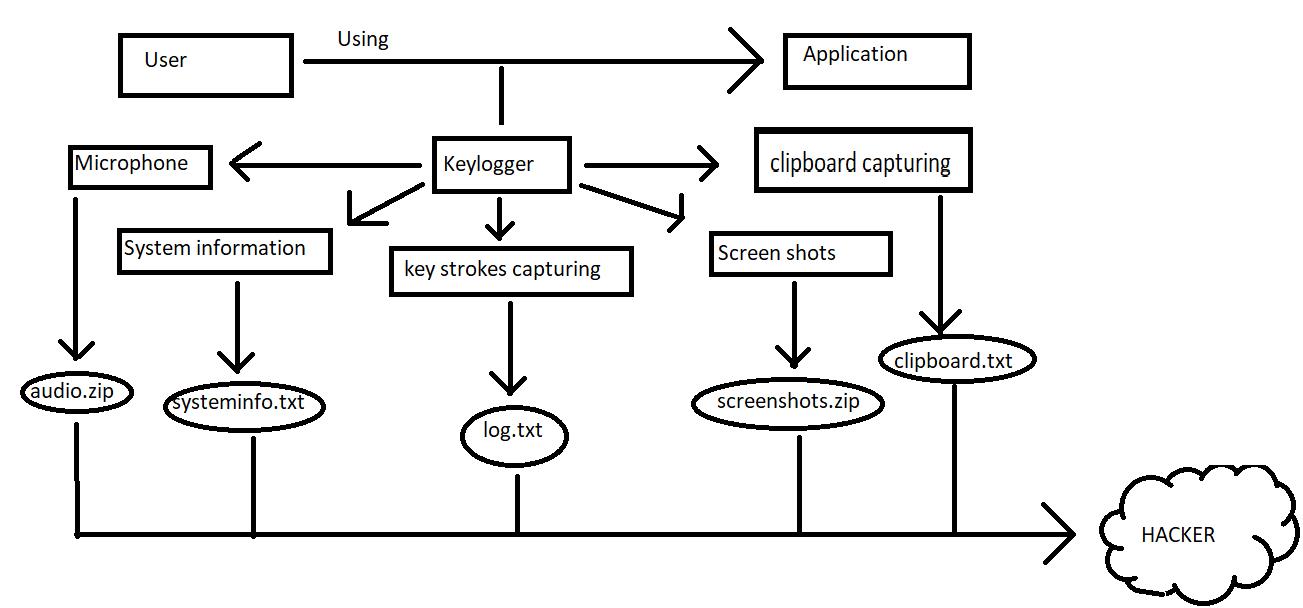 Using
User
Application
Microphone
Keylogger
clipboard capturing
System information
key strokes capturing
Screen shots
audio.zip
systeminfo.txt
log.txt
screenshots.zip
clipboard.txt
HACKER